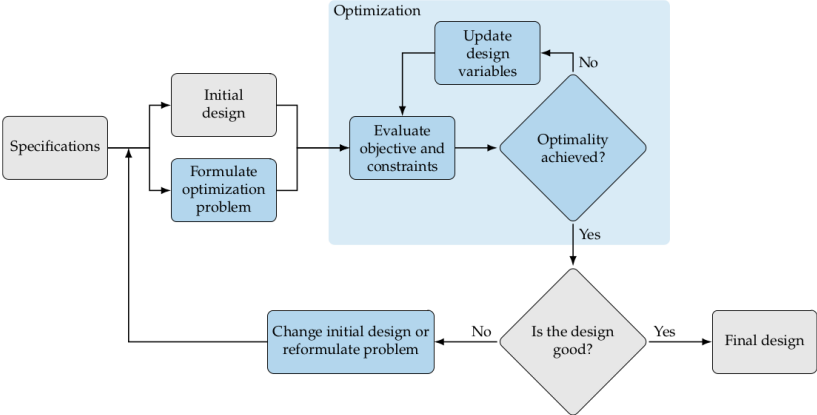 Optimization
Update
design
variables
No
Initial
design
Specifications
Evaluate
objective and
constraints
Optimality
achieved?
Formulate
optimization
problem
Yes
Change initial design or
reformulate problem
No
Is the design
good?
Yes
Final design